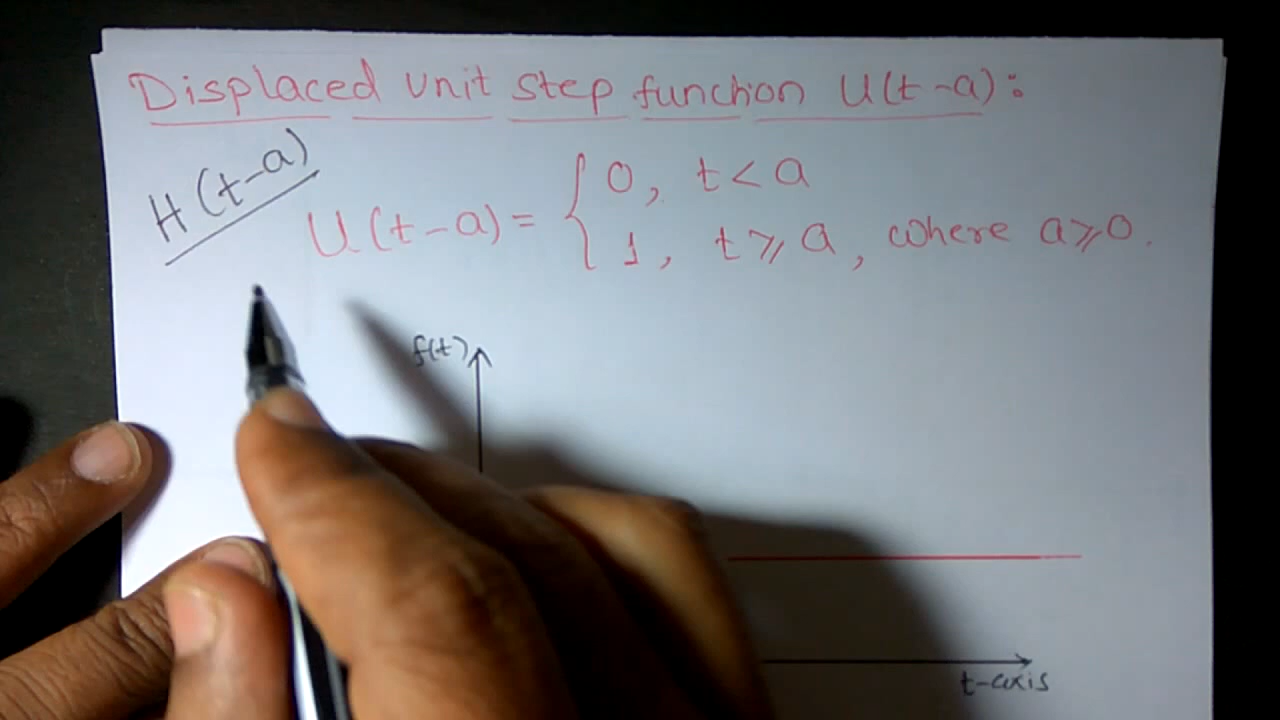 Displaced unit step function U(t-a):
H(t-a)
U(t-a) = { 0, t < a
1, t ⩾ a, where a⩾0.
f(t)
t-axis